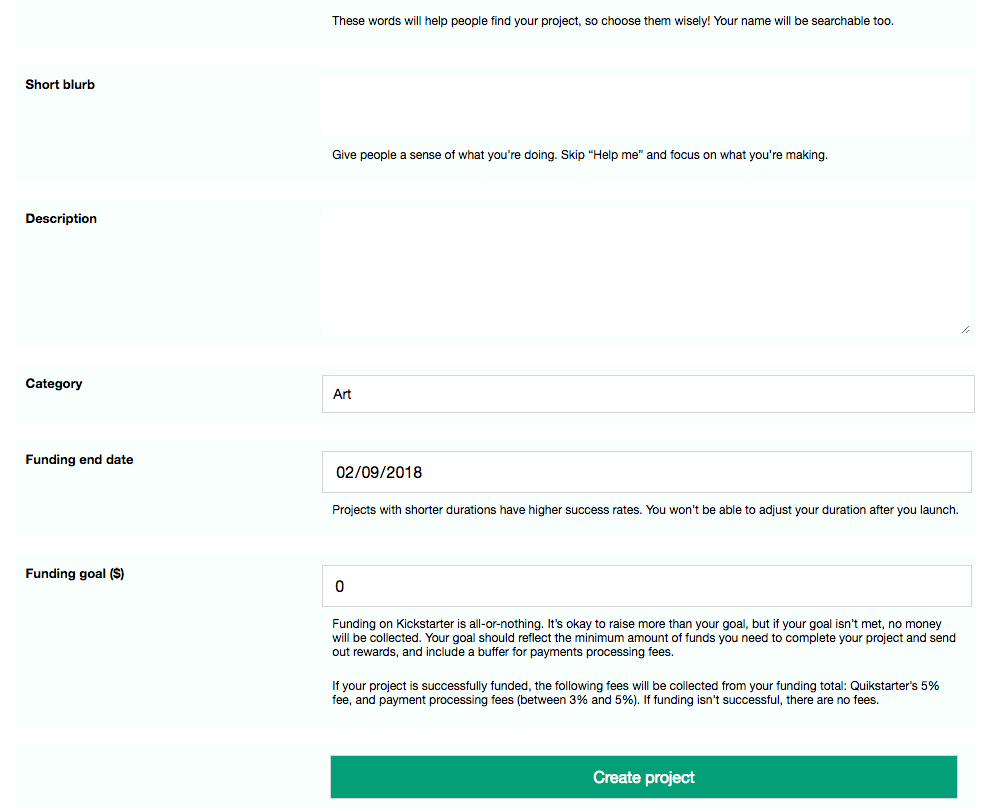 These words will help people find your project, so choose them wisely! Your name will be searchable too.
Short blurb
Give people a sense of what you're doing. Skip “Help me” and focus on what you're making.
Description
Category
Art
Funding end date
02/09/2018
Projects with shorter durations have higher success rates. You won't be able to adjust your duration after you launch.
Funding goal ($)
0
Funding on Kickstarter is all-or-nothing. It's okay to raise more than your goal, but if your goal isn't met, no money
will be collected. Your goal should reflect the minimum amount of funds you need to complete your project and send
out rewards, and include a buffer for payments processing fees.
If your project is successfully funded, the following fees will be collected from your funding total: Quikstarter's 5%
fee, and payment processing fees (between 3% and 5%). If funding isn't successful, there are no fees.
Create project